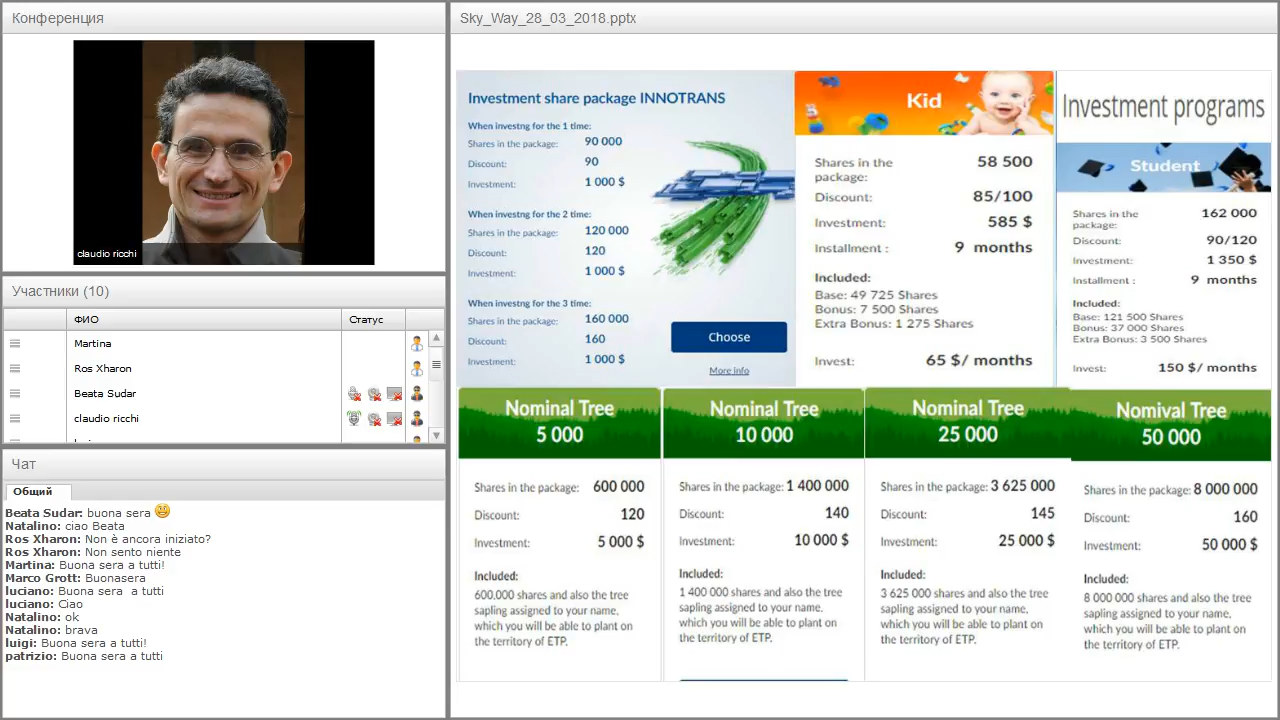 Конференция
claudio ricchi
Участники (10)
ФИО
Статус
Martina
Ros Xharon
Beata Sudar
claudio ricchi
Чат
Общий
Beata Sudar: buona sera
Natalino: ciao Beata
Ros Xharon: Non è ancora iniziato?
Ros Xharon: Non sento niente
Martina: Buona sera a tutti!
Marco Grott: Buonasera
luciano: Buona sera a tutti
luciano: Ciao
Natalino: ok
Natalino: brava
luigi: Buona sera a tutti!
patrizio: Buona sera a tutti
Sky_Way_28_03_2018.pptx
Investment share package INNOTRANS
When investng for the 1 time:
Shares in the package: 90 000
Discount: 90
Investment: 1 000 $
When investng for the 2 time:
Shares in the package: 120 000
Discount: 120
Investment: 1 000 $
When investng for the 3 time:
Shares in the package: 160 000
Discount: 160
Investment: 1 000 $
Choose
More info
Kid
Shares in the 58 500
package:
Discount: 85/100
Investment: 585 $
Installment : 9 months
Included:
Base: 49 725 Shares
Bonus: 7 500 Shares
Extra Bonus: 1 275 Shares
Invest: 65 $/ months
Investment programs
Student
Shares in the 162 000
package:
Discount: 90/120
Investment: 1 350 $
Installment : 9 months
Included:
Base: 121 500 Shares
Bonus: 37 000 Shares
Extra Bonus: 3 500 Shares
Invest: 150 $/ months
Nominal Tree
5 000
Shares in the package: 600 000
Discount: 120
Investment: 5 000 $
Included:
600.000 shares and also the tree
sapling assigned to your name,
which you will be able to plant on
the territory of ETP.
Nominal Tree
10 000
Shares in the package: 1 400 000
Discount: 140
Investment: 10 000 $
Included:
1 400 000 shares and also the tree
sapling assigned to your name,
which you will be able to plant on
the territory of ETP.
Nominal Tree
25 000
Shares in the package: 3 625 000
Discount: 145
Investment: 25 000 $
Included:
3 625 000 shares and also the tree
sapling assigned to your name,
which you will be able to plant on
the territory of ETP.
Nomival Tree
50 000
Shares in the package: 8 000 000
Discount: 160
Investment: 50 000 $
Included:
8 000 000 shares and also the tree
sapling assigned to your name,
which you will be able to plant on
the territory of ETP.